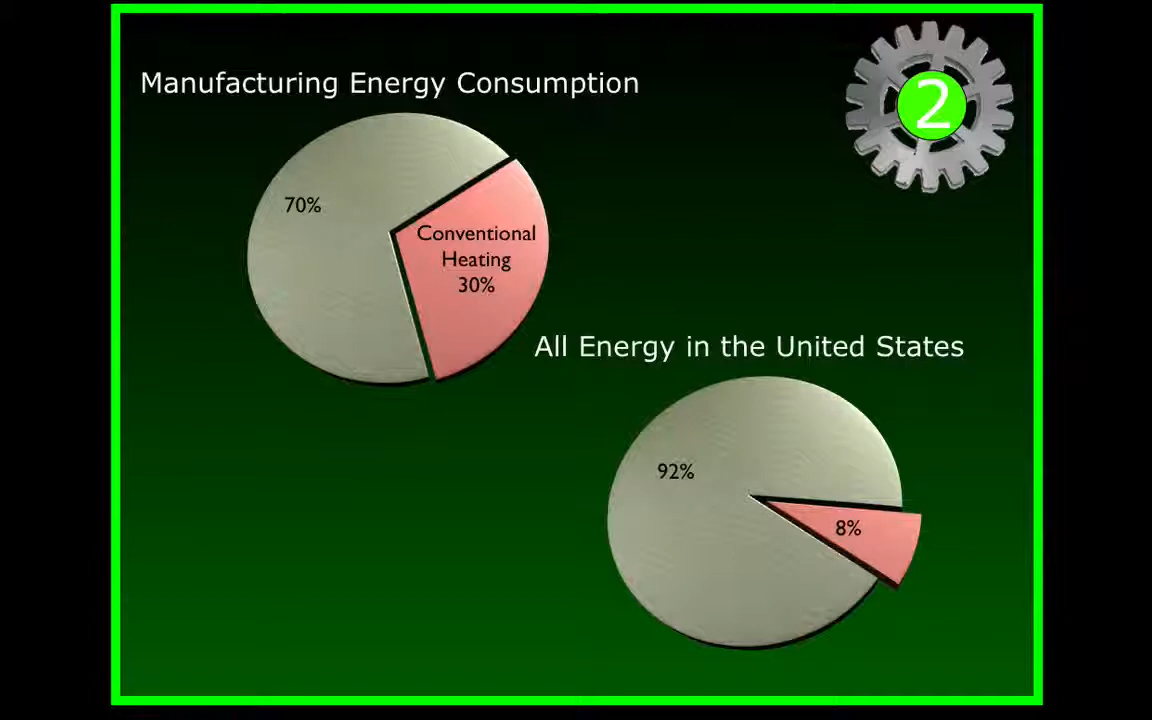 Manufacturing Energy Consumption
2
70%
Conventional
Heating
30%
All Energy in the United States
92%
8%